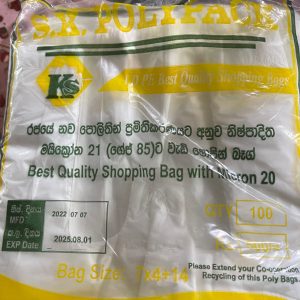 S.K. POLYPACK
L.D.P.E Best Quality Shopping Bags
KS
රජයේ නව පොලිතින් ප්‍රමිතිකරණයට අනුව නිෂ්පාදිත
මයික්‍රෝන 21 (ගේජ් 85)ට වැඩි ෂොපින් බෑග්
Best Quality Shopping Bag with Micron 20
නිෂ්. දිනය
MFD
2022 07 07
ක.ඉ. දිනය
EXP Date
2025.08.01
QTY 100
Bag Size: 7x4+14
Please Extend your Co-operation
Recycling of this Poly Bags